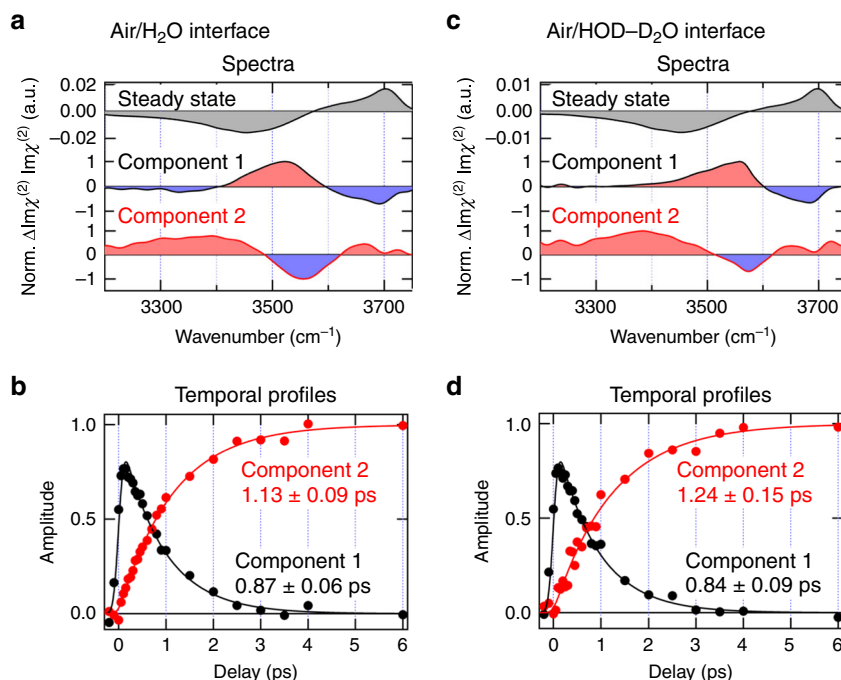 a
Air/H₂O interface
Spectra
0.02
0.00
−0.02
1
0
−1
1
0
−1
Norm. ΔImχ⁽²⁾ Imχ⁽²⁾ (a.u.)
Steady state
Component 1
Component 2
3300 3500 3700
Wavenumber (cm⁻¹)
c
Air/HOD–D₂O interface
Spectra
0.01
0.00
−0.01
1
0
−1
1
0
−1
Norm. ΔImχ⁽²⁾ Imχ⁽²⁾ (a.u.)
Steady state
Component 1
Component 2
3300 3500 3700
Wavenumber (cm⁻¹)
b
Temporal profiles
1.0
0.5
0.0
Amplitude
Component 2
1.13 ± 0.09 ps
Component 1
0.87 ± 0.06 ps
0 1 2 3 4 5 6
Delay (ps)
d
Temporal profiles
1.0
0.5
0.0
Amplitude
Component 2
1.24 ± 0.15 ps
Component 1
0.84 ± 0.09 ps
0 1 2 3 4 5 6
Delay (ps)